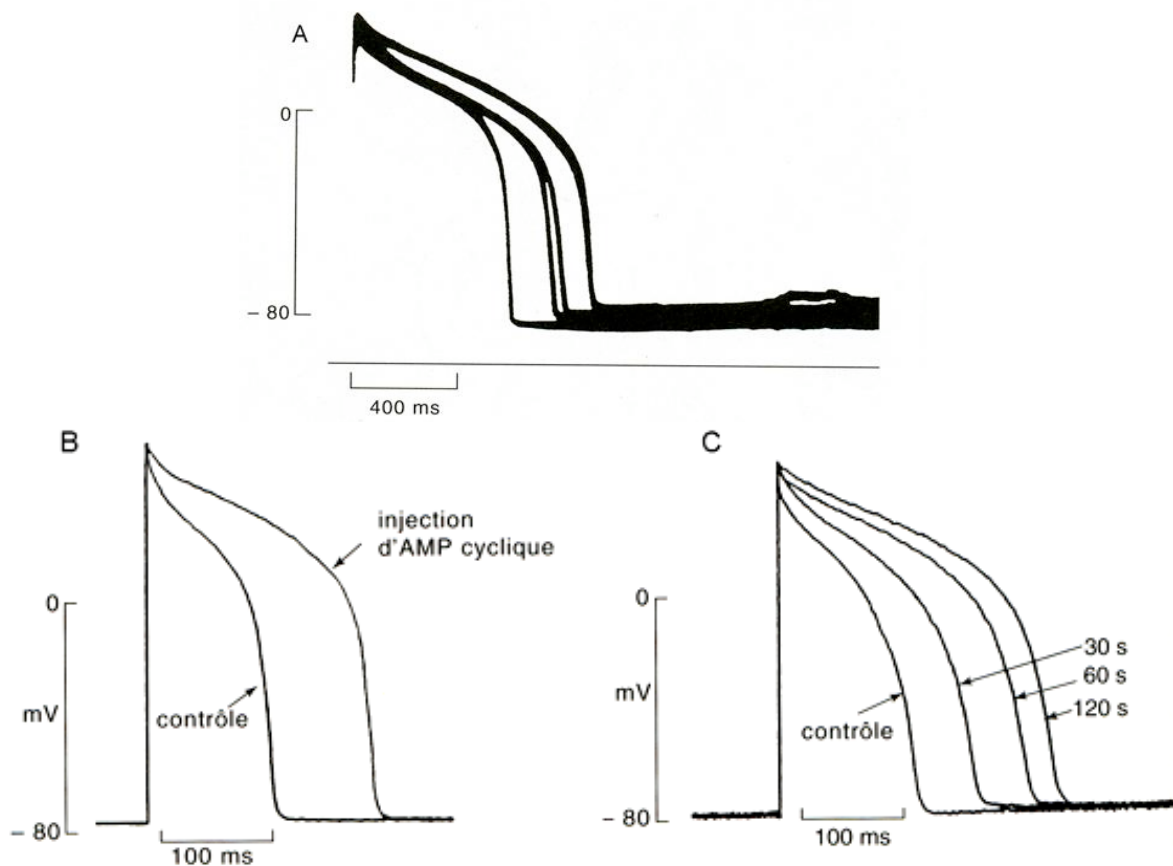 A
0
– 80
400 ms
B
injection
d'AMP cyclique
0
mV
contrôle
– 80
100 ms
C
0
mV
30 s
60 s
120 s
contrôle
– 80
100 ms